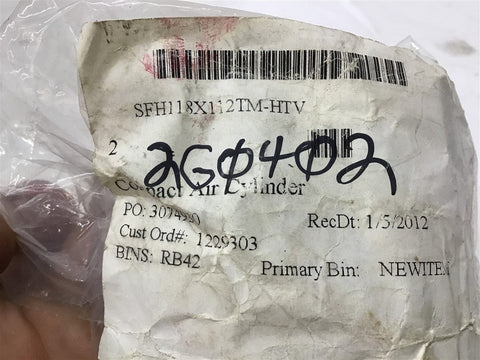 SFH118X112TM-HTV
2
2G0402
Compact Air Cylinder
PO:
Cust Ord#: 1229303
RecDt: 1/5/2012
BINS: RB42
Primary Bin: NEWITEM